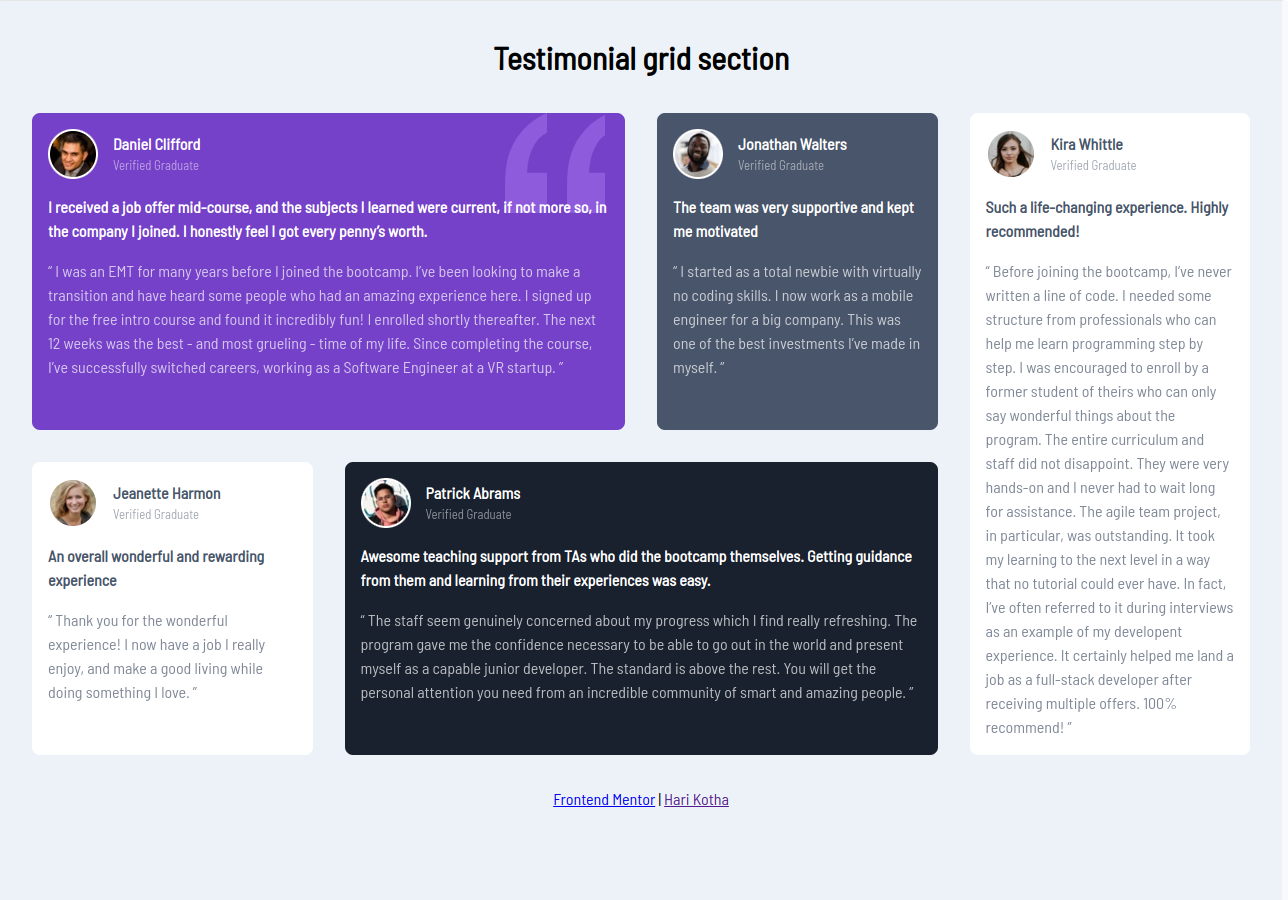 Testimonial grid section
Daniel Clifford
Verified Graduate
I received a job offer mid-course, and the subjects I learned were current, if not more so, in
the company I joined. I honestly feel I got every penny’s worth.
“ I was an EMT for many years before I joined the bootcamp. I’ve been looking to make a
transition and have heard some people who had an amazing experience here. I signed up
for the free intro course and found it incredibly fun! I enrolled shortly thereafter. The next
12 weeks was the best - and most grueling - time of my life. Since completing the course,
I’ve successfully switched careers, working as a Software Engineer at a VR startup. ”
Jonathan Walters
Verified Graduate
The team was very supportive and kept
me motivated
“ I started as a total newbie with virtually
no coding skills. I now work as a mobile
engineer for a big company. This was
one of the best investments I’ve made in
myself. ”
Kira Whittle
Verified Graduate
Such a life-changing experience. Highly
recommended!
“ Before joining the bootcamp, I’ve never
written a line of code. I needed some
structure from professionals who can
help me learn programming step by
step. I was encouraged to enroll by a
former student of theirs who can only
say wonderful things about the
program. The entire curriculum and
staff did not disappoint. They were very
hands-on and I never had to wait long
for assistance. The agile team project,
in particular, was outstanding. It took
my learning to the next level in a way
that no tutorial could ever have. In fact,
I’ve often referred to it during interviews
as an example of my developent
experience. It certainly helped me land a
job as a full-stack developer after
receiving multiple offers. 100%
recommend! ”
Jeanette Harmon
Verified Graduate
An overall wonderful and rewarding
experience
“ Thank you for the wonderful
experience! I now have a job I really
enjoy, and make a good living while
doing something I love. ”
Patrick Abrams
Verified Graduate
Awesome teaching support from TAs who did the bootcamp themselves. Getting guidance
from them and learning from their experiences was easy.
“ The staff seem genuinely concerned about my progress which I find really refreshing. The
program gave me the confidence necessary to be able to go out in the world and present
myself as a capable junior developer. The standard is above the rest. You will get the
personal attention you need from an incredible community of smart and amazing people. ”
Frontend Mentor | Hari Kotha